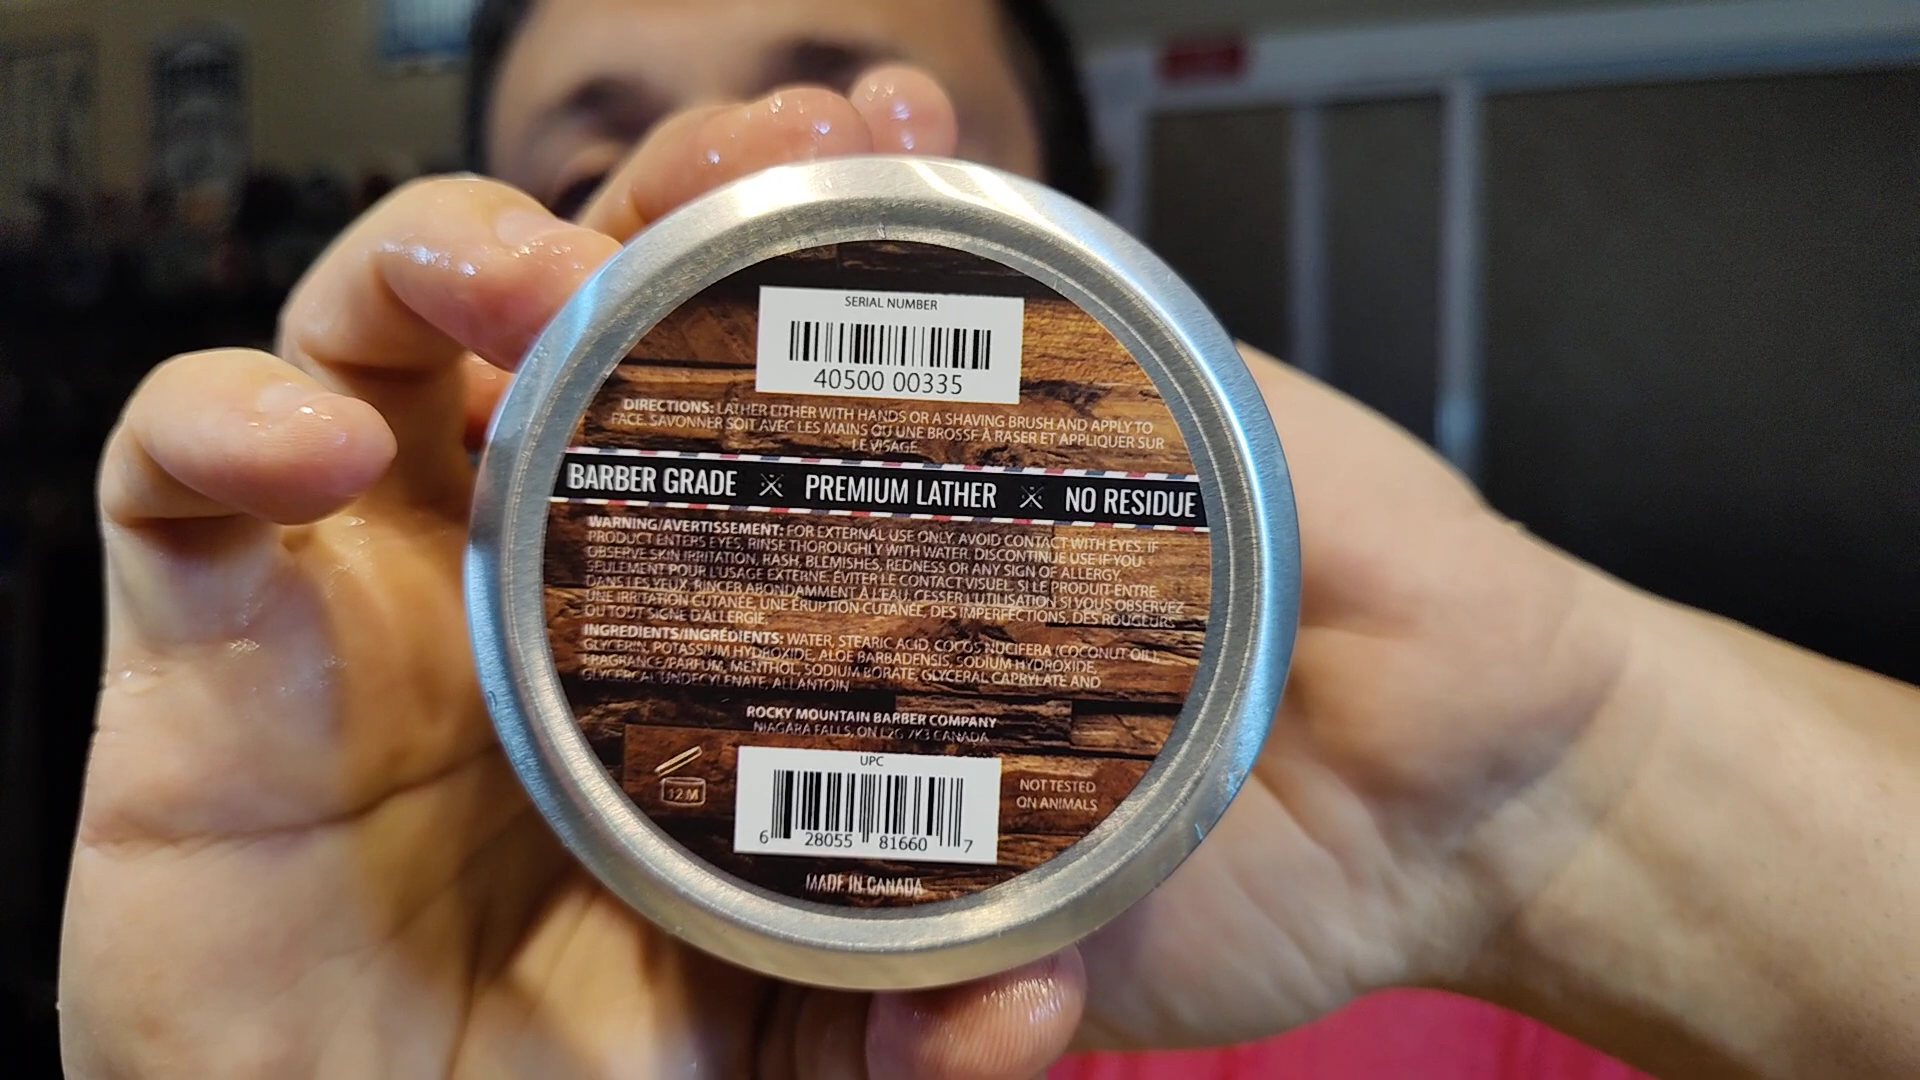 SERIAL NUMBER
40500 00335
DIRECTIONS: LATHER EITHER WITH HANDS OR A SHAVING BRUSH AND APPLY TO
FACE. SAVONNER SOIT AVEC LES MAINS OU UNE BROSSE À RASER ET APPLIQUER SUR
LE VISAGE
BARBER GRADE PREMIUM LATHER NO RESIDUE
WARNING/AVERTISSEMENT: FOR EXTERNAL USE ONLY. AVOID CONTACT WITH EYES. IF
PRODUCT ENTERS EYES, RINSE THOROUGHLY WITH WATER. DISCONTINUE USE IF YOU
OBSERVE SKIN IRRITATION, RASH, BLEMISHES, REDNESS OR ANY SIGN OF ALLERGY.
SEULEMENT POUR L'USAGE EXTERNE. ÉVITER LE CONTACT VISUEL. SI LE PRODUIT ENTRE
DANS LES YEUX, RINCER ABONDAMMENT À L'EAU. CESSER L'UTILISATION SI VOUS OBSERVEZ
UNE IRRITATION CUTANÉE, UNE ÉRUPTION CUTANÉE, DES IMPERFECTIONS, DES ROUGEURS
OU TOUT SIGNE D'ALLERGIE.
INGREDIENTS/INGRÉDIENTS: WATER, STEARIC ACID, COCOS NUCIFERA (COCONUT OIL),
GLYCERIN, POTASSIUM HYDROXIDE, ALOE BARBADENSIS, SODIUM HYDROXIDE,
FRAGRANCE/PARFUM, MENTHOL, SODIUM BORATE, GLYCERAL CAPRYLATE AND
GLYCERCAL UNDECYLENATE, ALLANTOIN
ROCKY MOUNTAIN BARBER COMPANY
NIAGARA FALLS, ON L2G 7K3 CANADA
UPC
12 M
NOT TESTED
ON ANIMALS
6 28055 81660 7
MADE IN CANADA